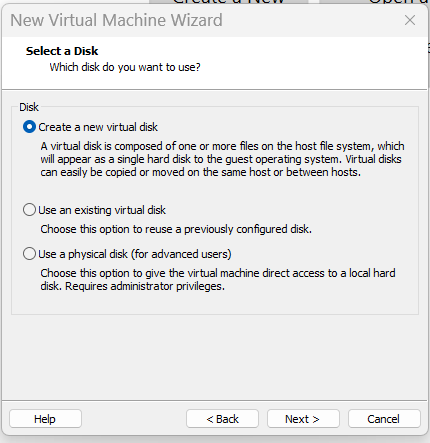 Create a New
New Virtual Machine Wizard
Select a Disk
Which disk do you want to use?
Disk
Create a new virtual disk
A virtual disk is composed of one or more files on the host file system, which
will appear as a single hard disk to the guest operating system. Virtual disks
can easily be copied or moved on the same host or between hosts.
Use an existing virtual disk
Choose this option to reuse a previously configured disk.
Use a physical disk (for advanced users)
Choose this option to give the virtual machine direct access to a local hard
disk. Requires administrator privileges.
Help
< Back
Next >
Cancel